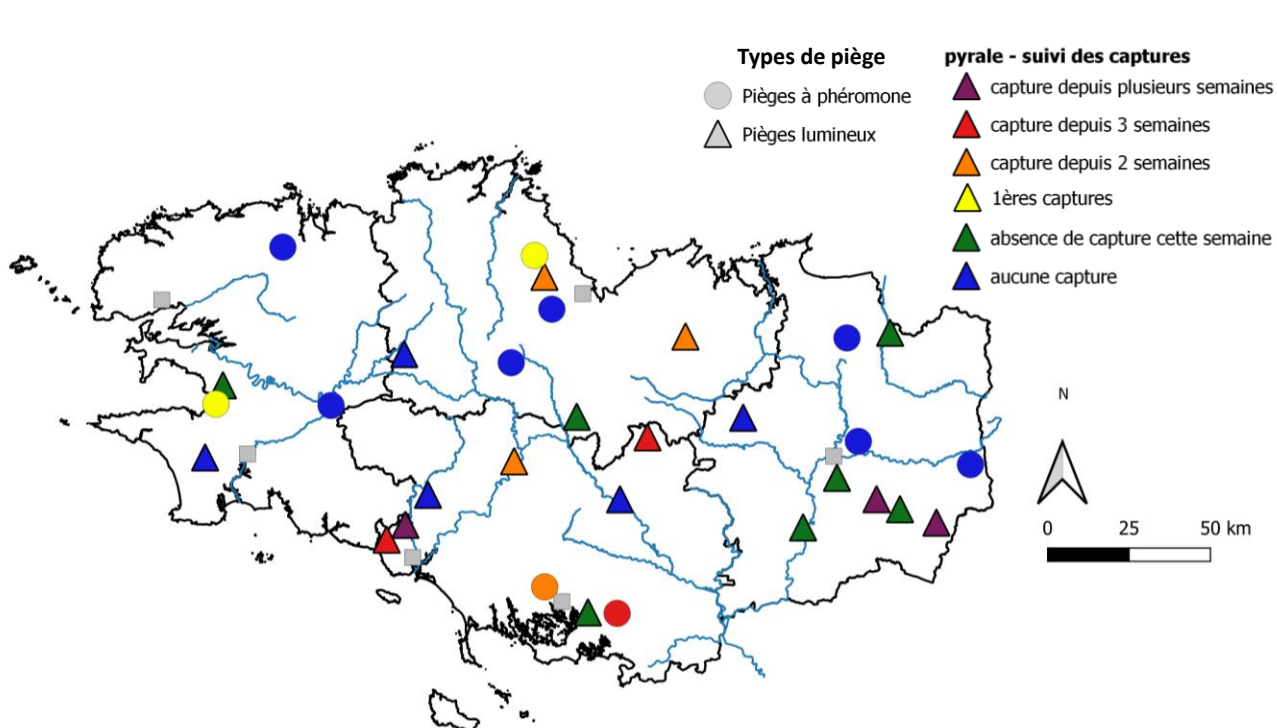 Types de piège
Pièges à phéromone
Pièges lumineux
pyrale - suivi des captures
capture depuis plusieurs semaines
capture depuis 3 semaines
capture depuis 2 semaines
1ères captures
absence de capture cette semaine
aucune capture
N
0 25 50 km